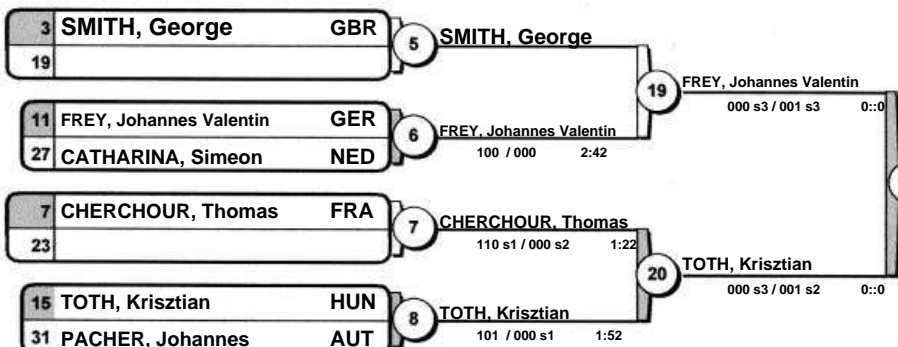 3 SMITH, George GBR
19
5 SMITH, George
11 FREY, Johannes Valentin GER
27 CATHARINA, Simeon NED
6 FREY, Johannes Valentin
100 / 000 2:42
19 FREY, Johannes Valentin
000 s3 / 001 s3 0::0
7 CHERCHOUR, Thomas FRA
23
7 CHERCHOUR, Thomas
110 s1 / 000 s2 1:22
15 TOTH, Krisztian HUN
31 PACHER, Johannes AUT
8 TOTH, Krisztian
101 / 000 s1 1:52
20 TOTH, Krisztian
000 s3 / 001 s2 0::0